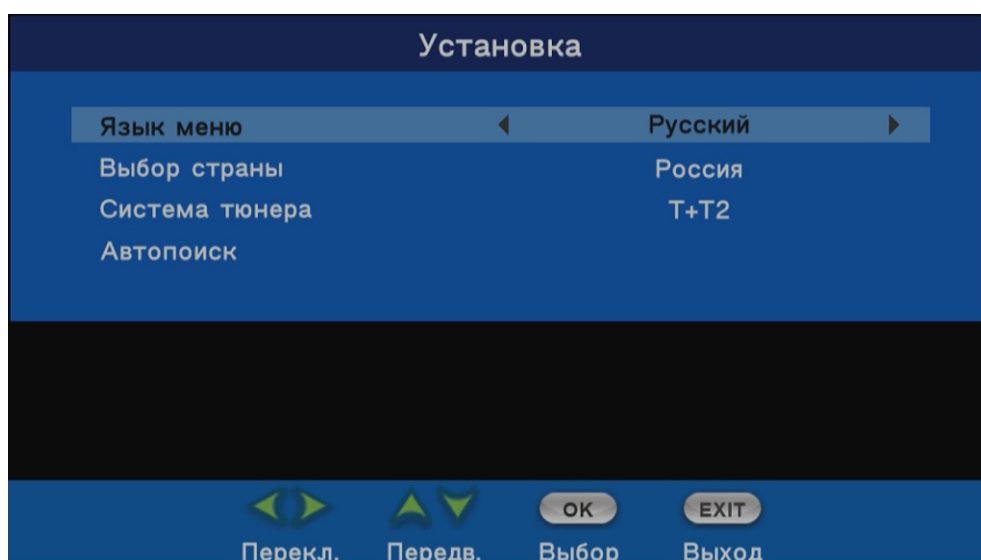 Установка
Язык меню Русский
Выбор страны Россия
Система тюнера T+T2
Автопоиск
OK EXIT
Перекл. Передв. Выбор Выход